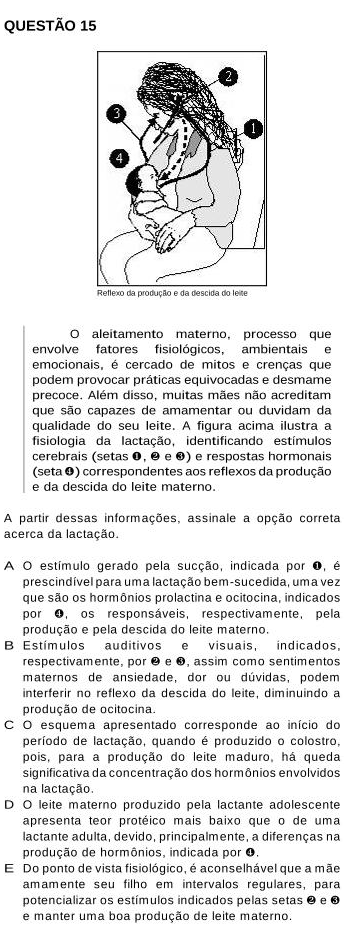 QUESTÃO 15
2
3
1
4
Reflexo da produção e da descida do leite
O aleitamento materno, processo que
envolve fatores fisiológicos, ambientais e
emocionais, é cercado de mitos e crenças que
podem provocar práticas equivocadas e desmame
precoce. Além disso, muitas mães não acreditam
que são capazes de amamentar ou duvidam da
qualidade do seu leite. A figura acima ilustra a
fisiologia da lactação, identificando estímulos
cerebrais (setas ❶, ❷ e ❸) e respostas hormonais
(seta ❹) correspondentes aos reflexos da produção
e da descida do leite materno.
A partir dessas informações, assinale a opção correta
acerca da lactação.
A O estímulo gerado pela sucção, indicada por ❶, é
prescindível para uma lactação bem-sucedida, uma vez
que são os hormônios prolactina e ocitocina, indicados
por ❹, os responsáveis, respectivamente, pela
produção e pela descida do leite materno.
B Estímulos auditivos e visuais, indicados,
respectivamente, por ❷ e ❸, assim como sentimentos
maternos de ansiedade, dor ou dúvidas, podem
interferir no reflexo da descida do leite, diminuindo a
produção de ocitocina.
C O esquema apresentado corresponde ao início do
período de lactação, quando é produzido o colostro,
pois, para a produção do leite maduro, há queda
significativa da concentração dos hormônios envolvidos
na lactação.
D O leite materno produzido pela lactante adolescente
apresenta teor protéico mais baixo que o de uma
lactante adulta, devido, principalmente, a diferenças na
produção de hormônios, indicada por ❹.
E Do ponto de vista fisiológico, é aconselhável que a mãe
amamente seu filho em intervalos regulares, para
potencializar os estímulos indicados pelas setas ❷ e ❸
e manter uma boa produção de leite materno.